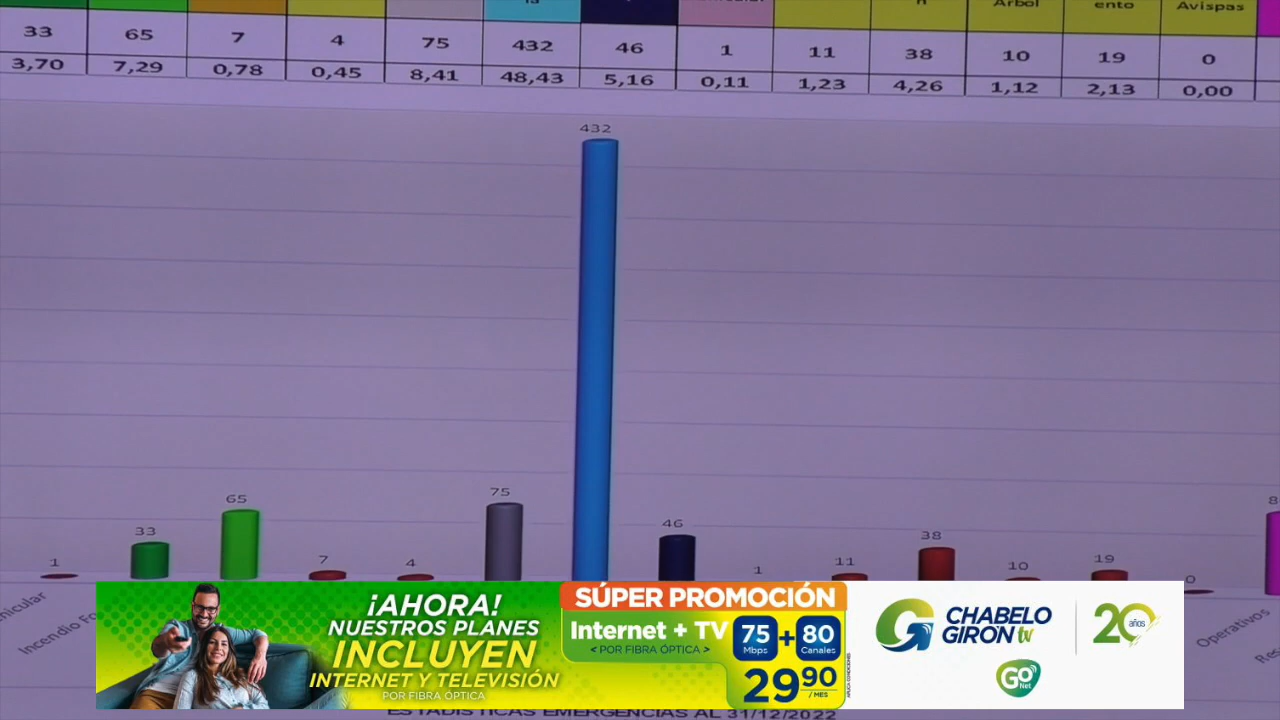 Arbol
ento
Avispas
33 65 7 4 75 432 46 1 11 38 10 19 0
3,70 7,29 0,78 0,45 8,41 48,43 5,16 0,11 1,23 4,26 1,12 2,13 0,00
432
1 33 65 7 4 75 46 1 11 38 10 19 0 8
Incendio Fo
Operativos
¡AHORA!
NUESTROS PLANES
INCLUYEN
INTERNET Y TELEVISIÓN
POR FIBRA ÓPTICA
SÚPER PROMOCIÓN
Internet + TV
< POR FIBRA ÓPTICA >
75 Mbps + 80 Canales
29 90 / MES
CHABELO
GIRON tv
20 años
GO Net
ESTADISTICAS EMERGENCIAS AL 31/12/2022